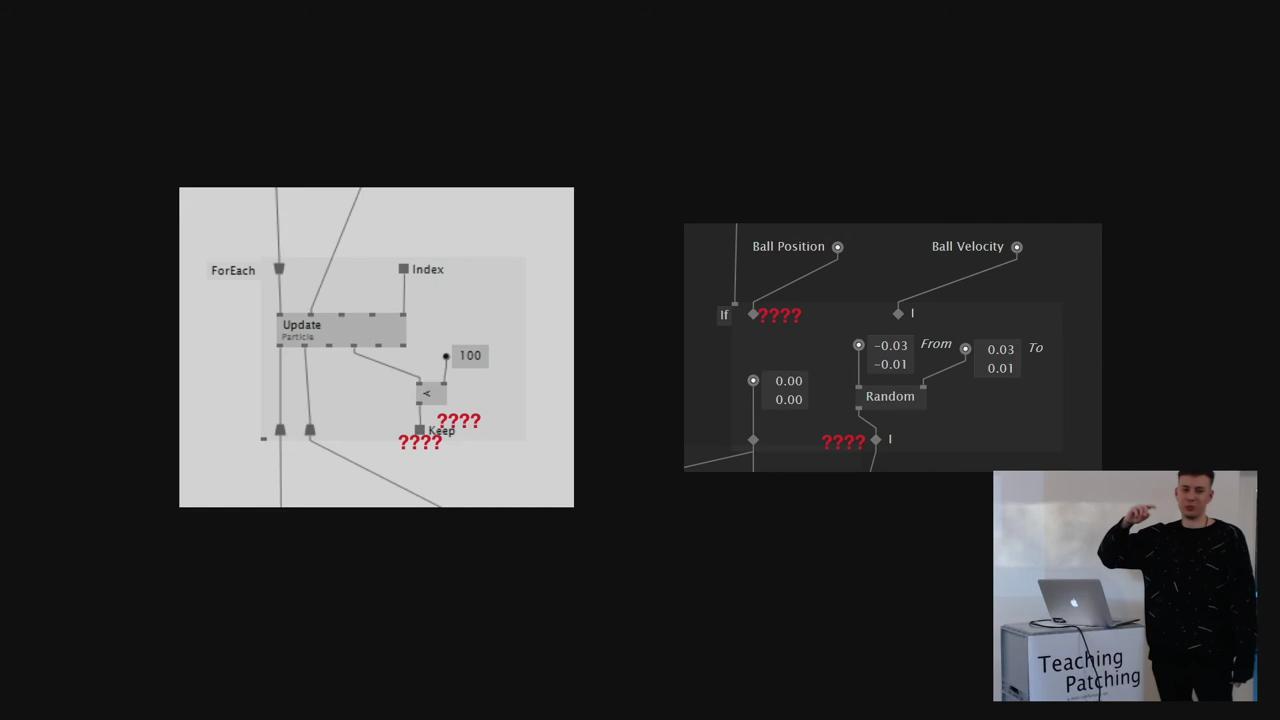 ForEach
Index
Update
Particle
100
<
????
Keep
????
Ball Position
Ball Velocity
If
????
I
-0.03
-0.01
From
0.03
0.01
To
0.00
0.00
Random
????
I
Teaching
Patching